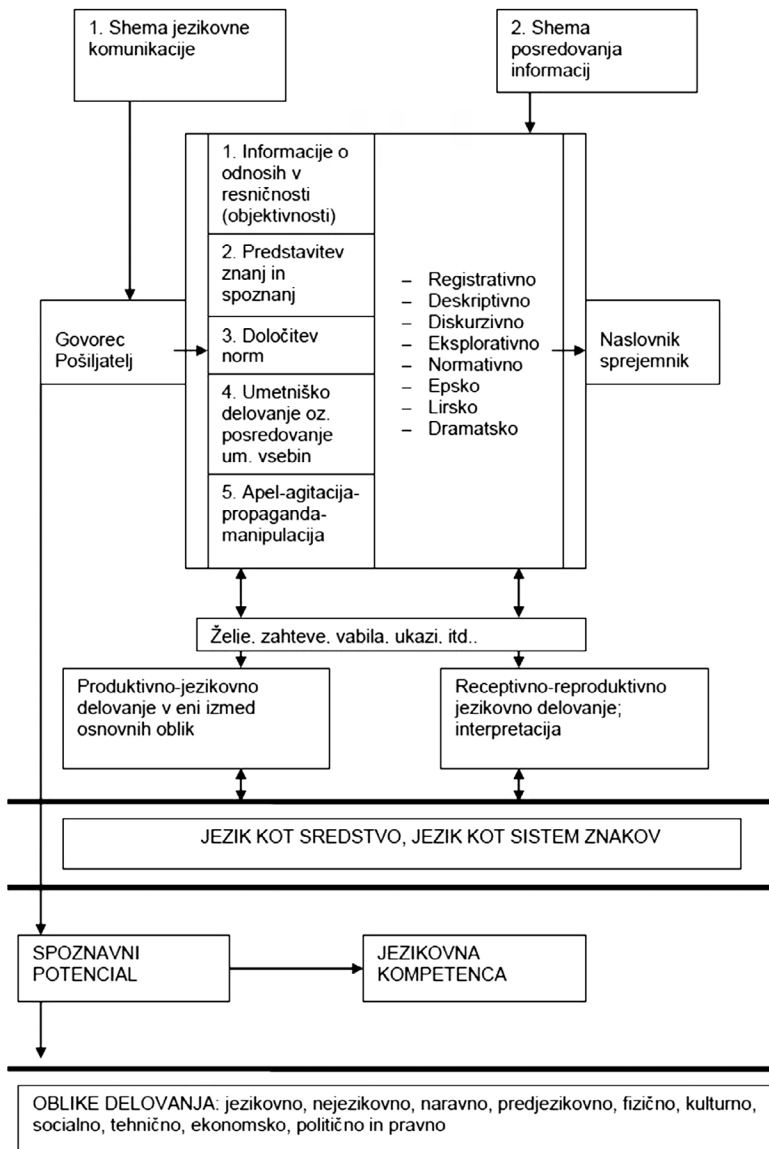 1. Shema jezikovne
komunikacije
2. Shema
posredovanja
informacij
1. Informacije o
odnosih v
resničnosti
(objektivnosti)
2. Predstavitev
znanj in
spoznanj
3. Določitev
norm
4. Umetniško
delovanje oz.
posredovanje
um. vsebin
5. Apel-agitacija-
propaganda-
manipulacija
– Registrativno
– Deskriptivno
– Diskurzivno
– Eksplorativno
– Normativno
– Epsko
– Lirsko
– Dramatsko
Govorec
Pošiljatelj
Naslovnik
sprejemnik
Želje, zahteve, vabila, ukazi, itd..
Produktivno-jezikovno
delovanje v eni izmed
osnovnih oblik
Receptivno-reproduktivno
jezikovno delovanje;
interpretacija
JEZIK KOT SREDSTVO, JEZIK KOT SISTEM ZNAKOV
SPOZNAVNI
POTENCIAL
JEZIKOVNA
KOMPETENCA
OBLIKE DELOVANJA: jezikovno, nejezikovno, naravno, predjezikovno, fizično, kulturno,
socialno, tehnično, ekonomsko, politično in pravno